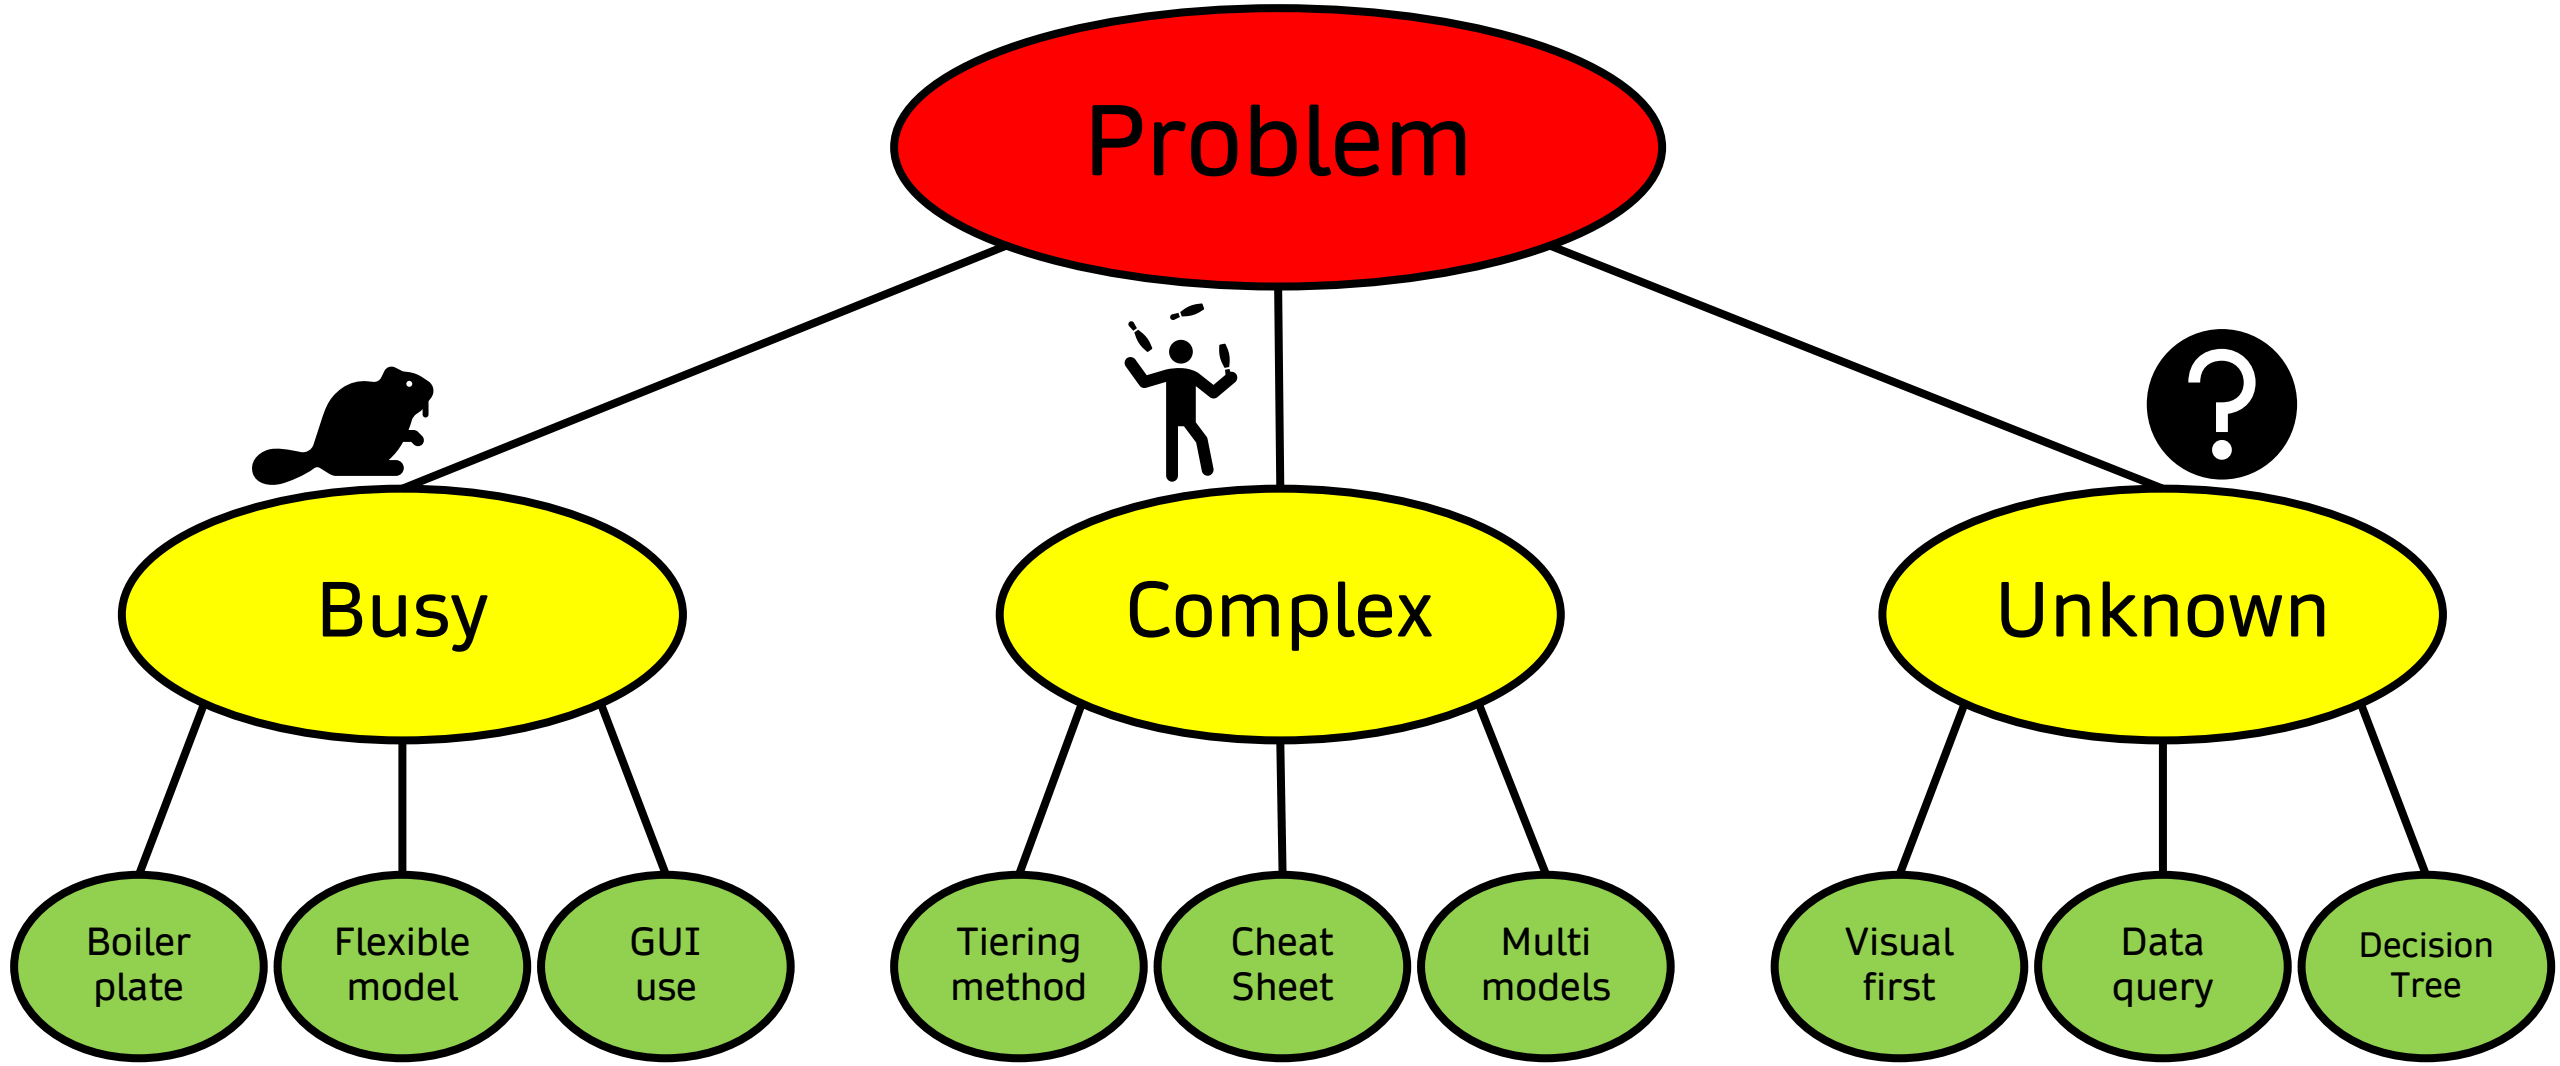 Problem
Busy
Complex
Unknown
Boiler
plate
Flexible
model
GUI
use
Tiering
method
Cheat
Sheet
Multi
models
Visual
first
Data
query
Decision
Tree